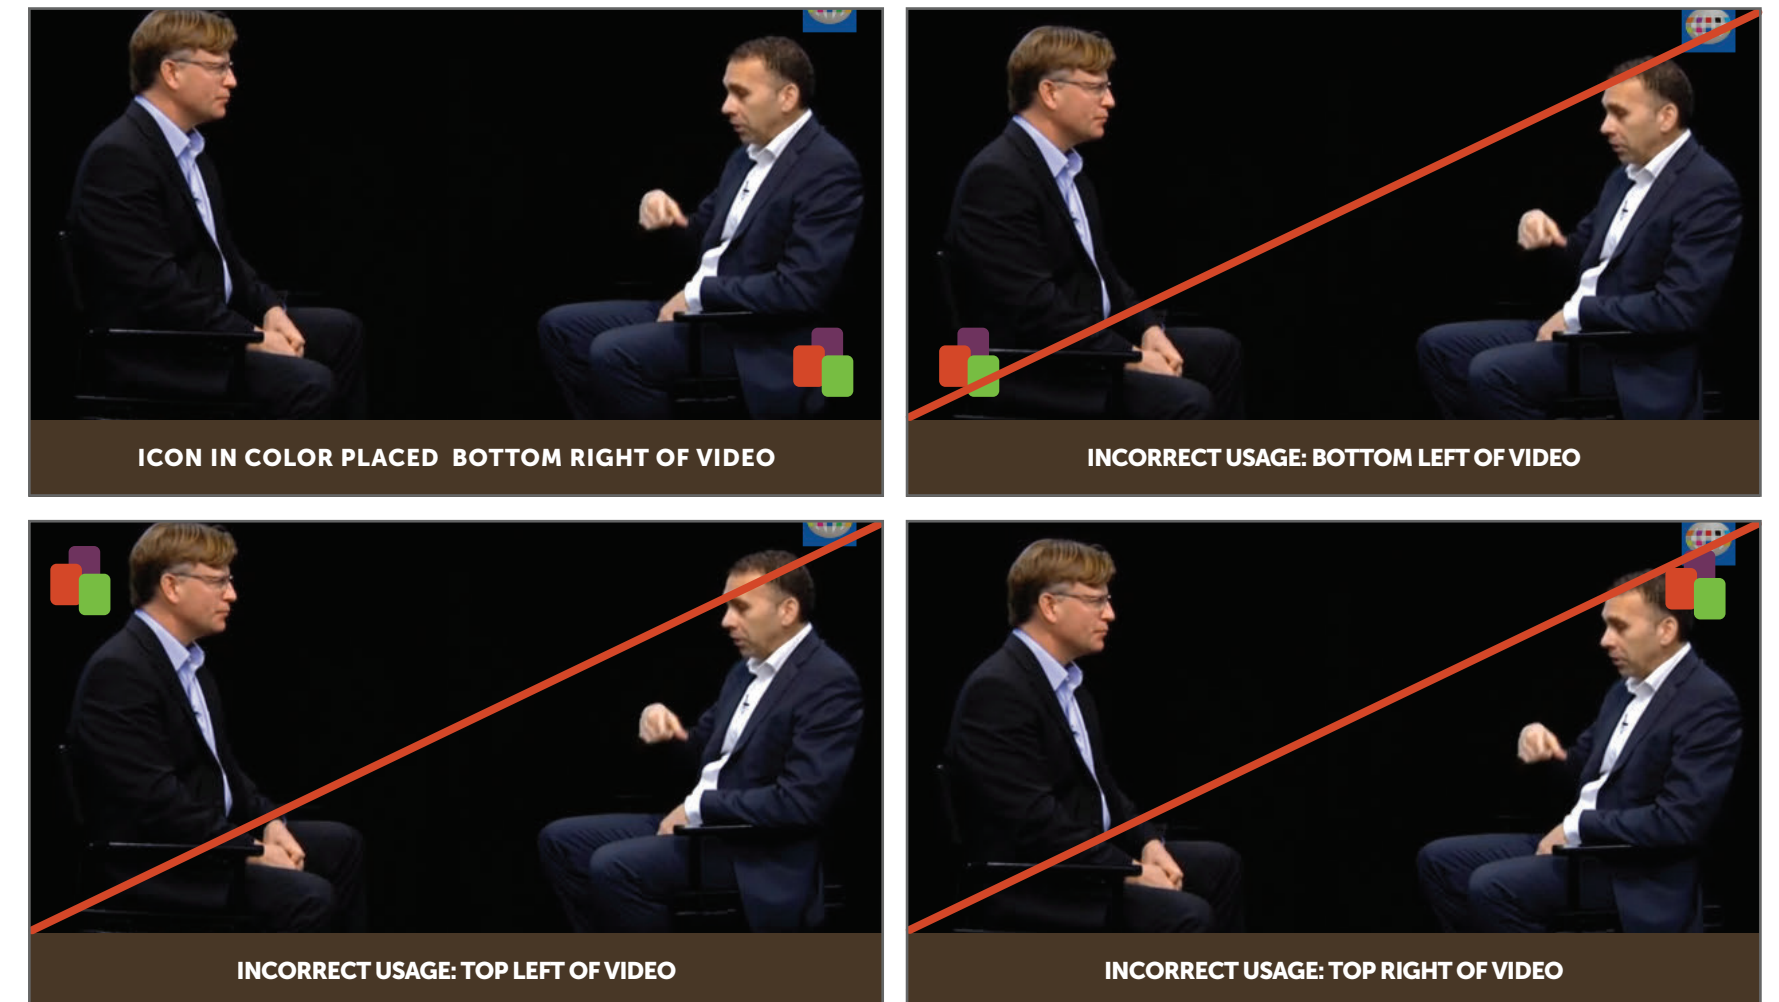 ICON IN COLOR PLACED  BOTTOM RIGHT OF VIDEO
INCORRECT USAGE: BOTTOM LEFT OF VIDEO
INCORRECT USAGE: TOP LEFT OF VIDEO
INCORRECT USAGE: TOP RIGHT OF VIDEO